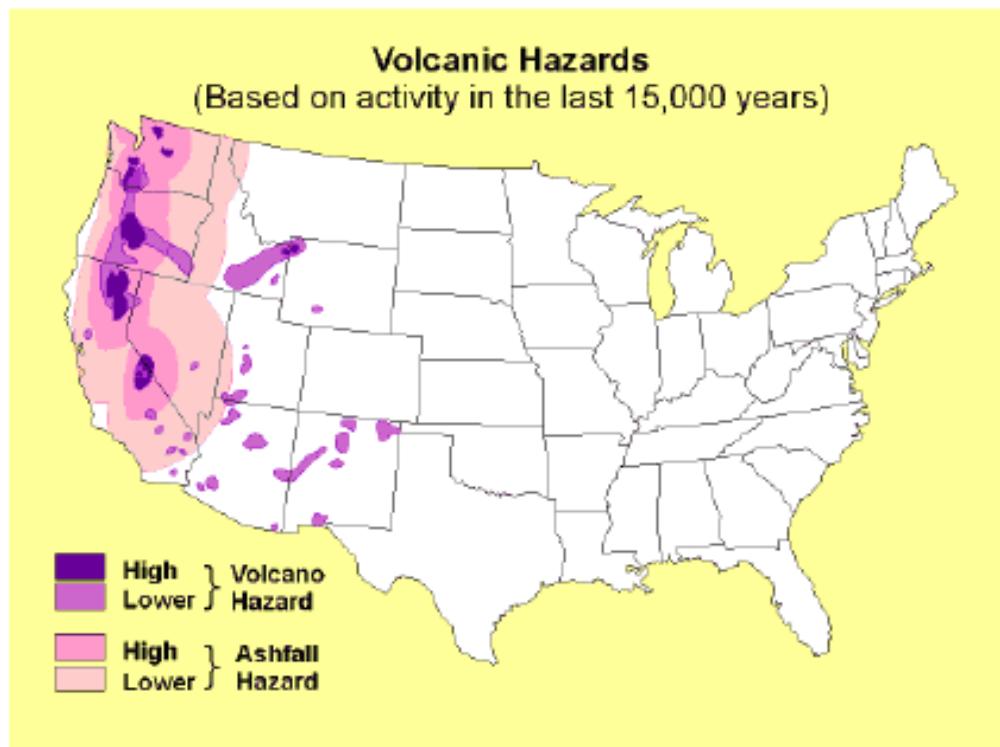 Volcanic Hazards
(Based on activity in the last 15,000 years)
High } Volcano
Lower Hazard
High } Ashfall
Lower Hazard